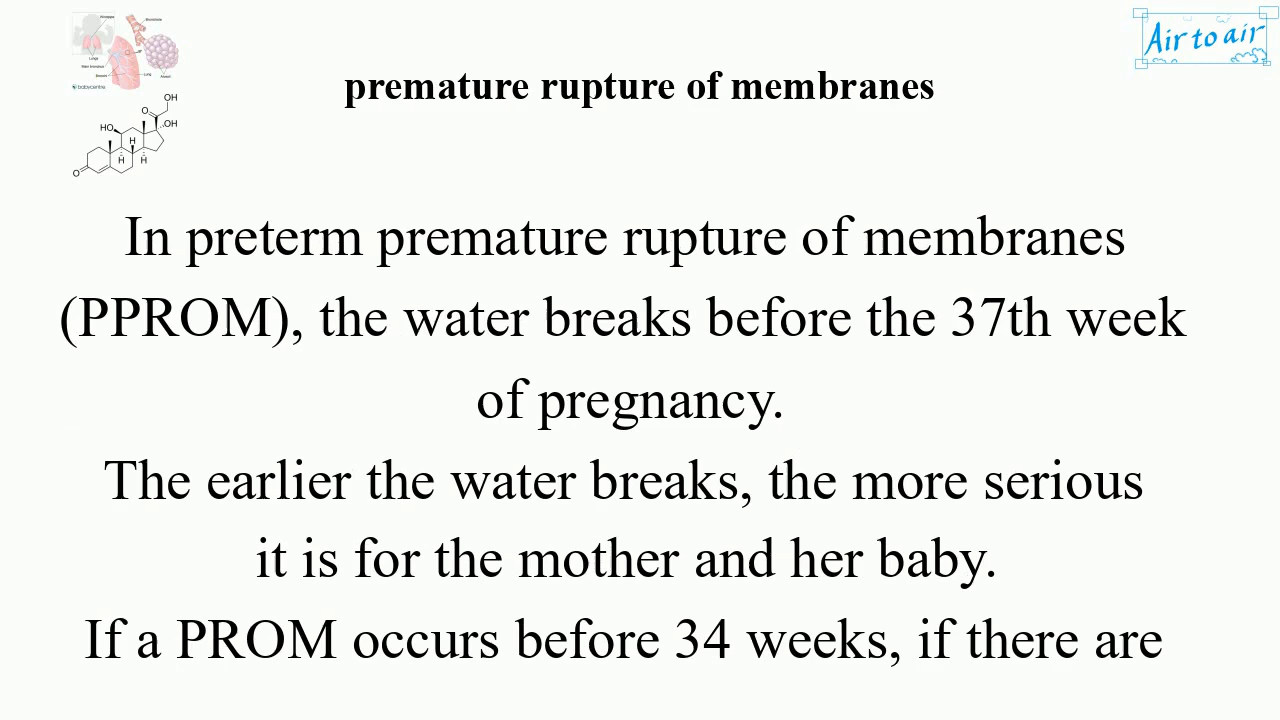 Air to air
babycentre
OH
O
OH
HO
H
H
H
O
premature rupture of membranes
In preterm premature rupture of membranes
(PPROM), the water breaks before the 37th week
of pregnancy.
The earlier the water breaks, the more serious
it is for the mother and her baby.
If a PROM occurs before 34 weeks, if there are